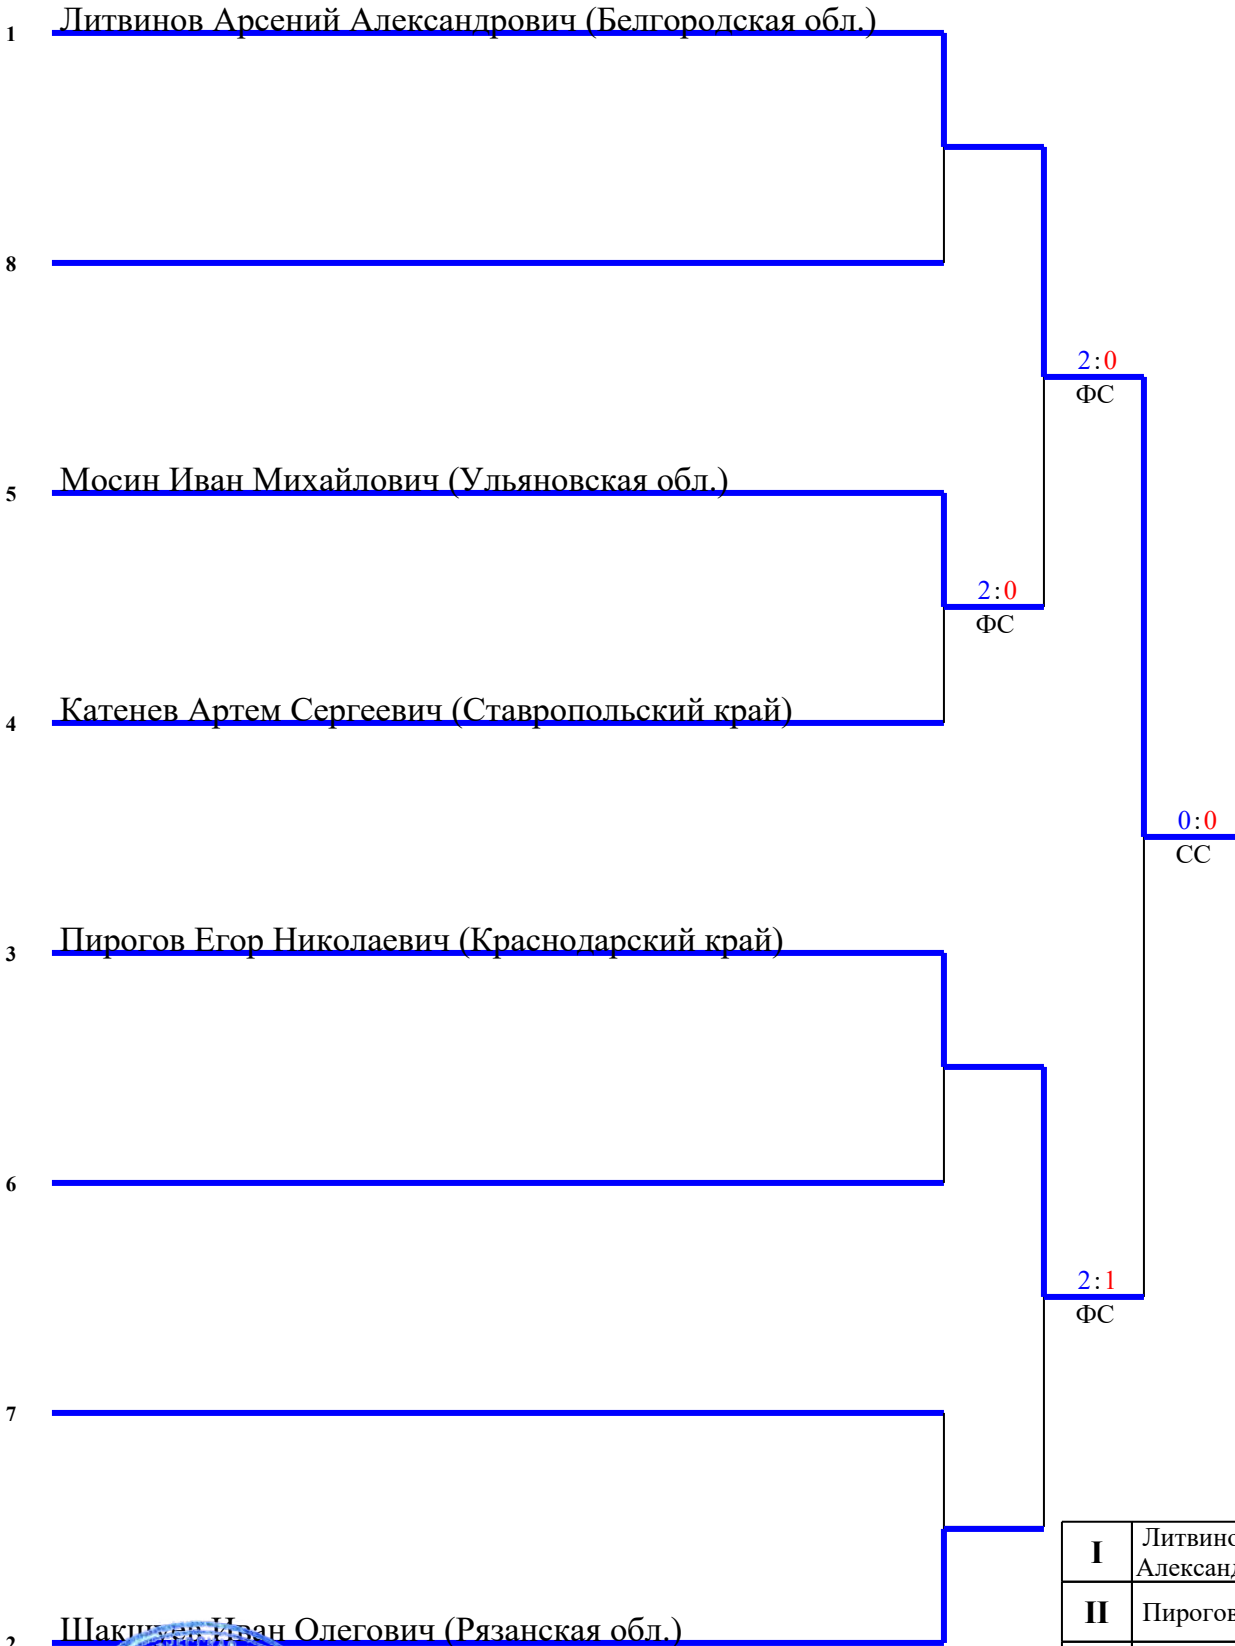 1 Литвинов Арсений Александрович (Белгородская обл.)
8
2:0
ФС
5 Мосин Иван Михайлович (Ульяновская обл.)
2:0
ФС
4 Катенев Артем Сергеевич (Ставропольский край)
0:0
СС
3 Пирогов Егор Николаевич (Краснодарский край)
6
2:1
ФС
7
I Литвино
Александ
II Пирогов
2 Иван Олегович (Рязанская обл.)